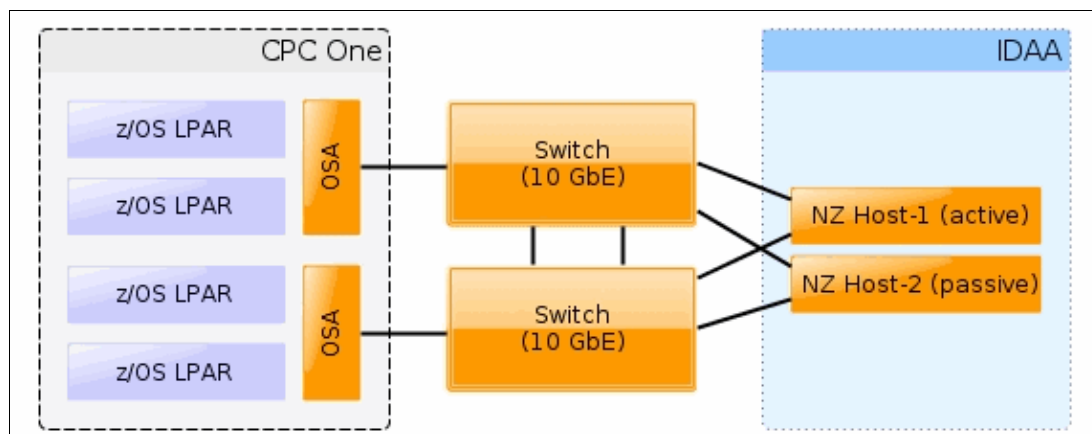 CPC One
z/OS LPAR
z/OS LPAR
OSA
z/OS LPAR
z/OS LPAR
OSA
Switch
(10 GbE)
Switch
(10 GbE)
IDAA
NZ Host-1 (active)
NZ Host-2 (passive)